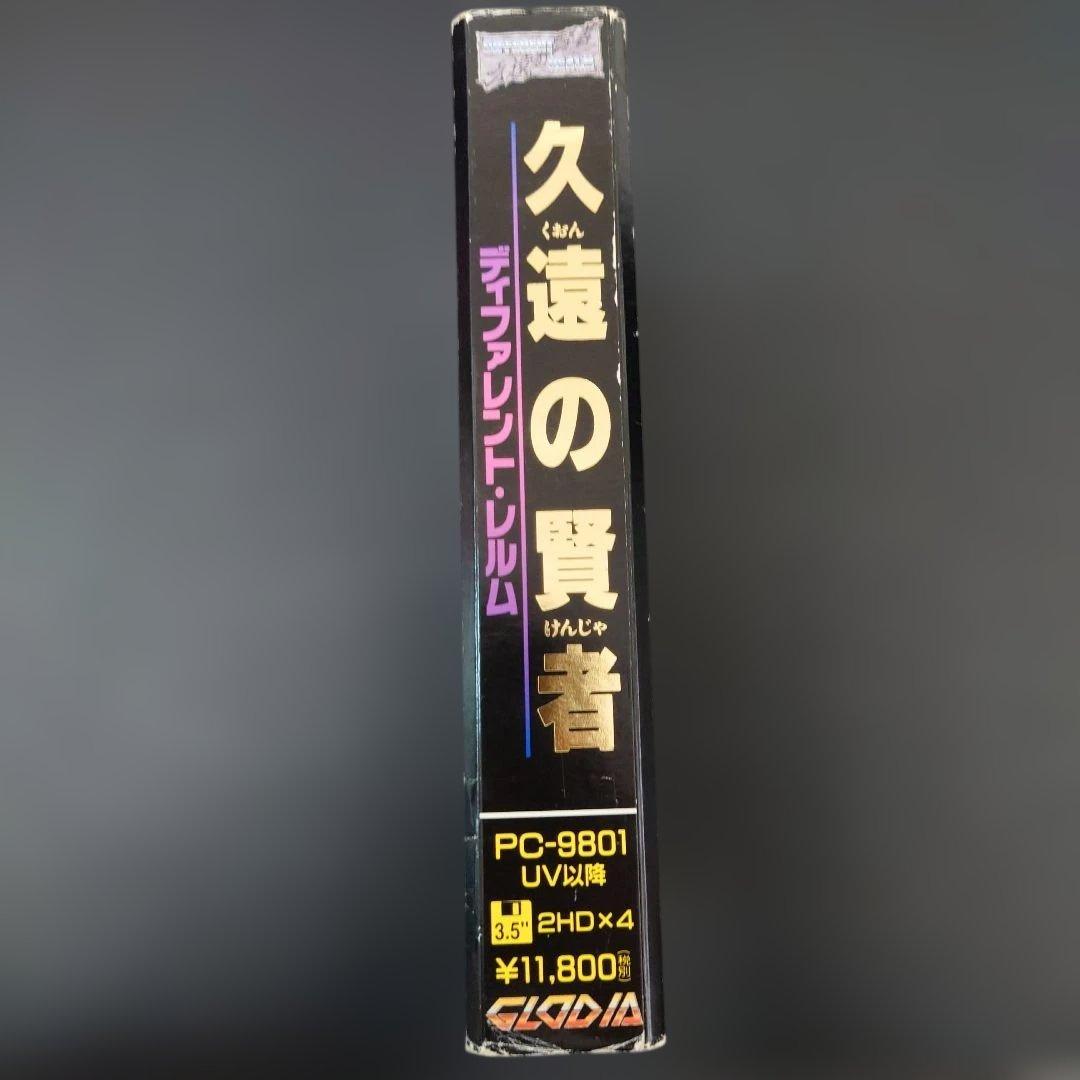 久遠の賢者
くおん
けんじゃ
ディファレント・レルム
PC-9801
UV以降
3.5" 2HD×4
¥11,800(税別)
GLODIA